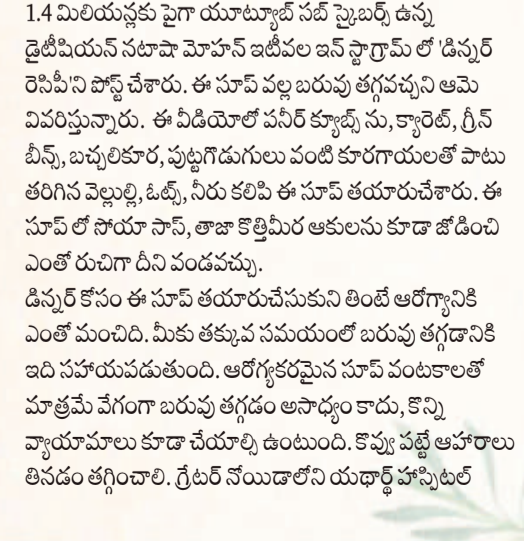 1.4 మిలియన్లకు పైగా యూట్యూబ్ సబ్ స్క్రైబర్స్ ఉన్న
డైటీషియన్ నటాషా మోహన్ ఇటీవల ఇన్ స్టాగ్రామ్ లో 'డిన్నర్
రెసిపీ'ని పోస్ట్ చేశారు. ఈ సూప్ వల్ల బరువు తగ్గవచ్చని ఆమె
వివరిస్తున్నారు. ఈ వీడియోలో పనీర్ క్యూబ్స్ ను, క్యారెట్, గ్రీన్
బీన్స్, బచ్చలికూర, పుట్టగొడుగులు వంటి కూరగాయలతో పాటు
తరిగిన వెల్లుల్లి, ఓట్స్, నీరు కలిపి ఈ సూప్ తయారుచేశారు. ఈ
సూప్ లో సోయా సాస్, తాజా కొత్తిమీర ఆకులను కూడా జోడించి
ఎంతో రుచిగా దీని వండవచ్చు.
డిన్నర్ కోసం ఈ సూప్ తయారుచేసుకుని తింటే ఆరోగ్యానికి
ఎంతో మంచిది. మీకు తక్కువ సమయంలో బరువు తగ్గడానికి
ఇది సహాయపడుతుంది. ఆరోగ్యకరమైన సూప్ వంటకాలతో
మాత్రమే వేగంగా బరువు తగ్గడం అసాధ్యం కాదు, కొన్ని
వ్యాయామాలు కూడా చేయాల్సి ఉంటుంది. కొవ్వు పట్టే ఆహారాలు
తినడం తగ్గించాలి. గ్రేటర్ నోయిడాలోని యథార్థ్ హాస్పిటల్